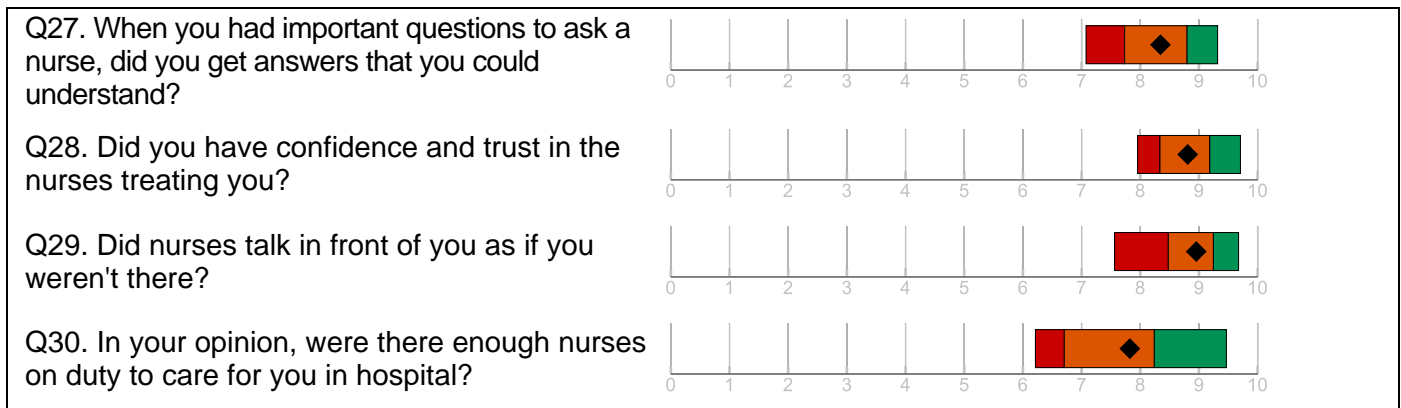 Q27. When you had important questions to ask a
nurse, did you get answers that you could
understand?
0 1 2 3 4 5 6 7 8 9 10
Q28. Did you have confidence and trust in the
nurses treating you?
0 1 2 3 4 5 6 7 8 9 10
Q29. Did nurses talk in front of you as if you
weren't there?
0 1 2 3 4 5 6 7 8 9 10
Q30. In your opinion, were there enough nurses
on duty to care for you in hospital?
0 1 2 3 4 5 6 7 8 9 10